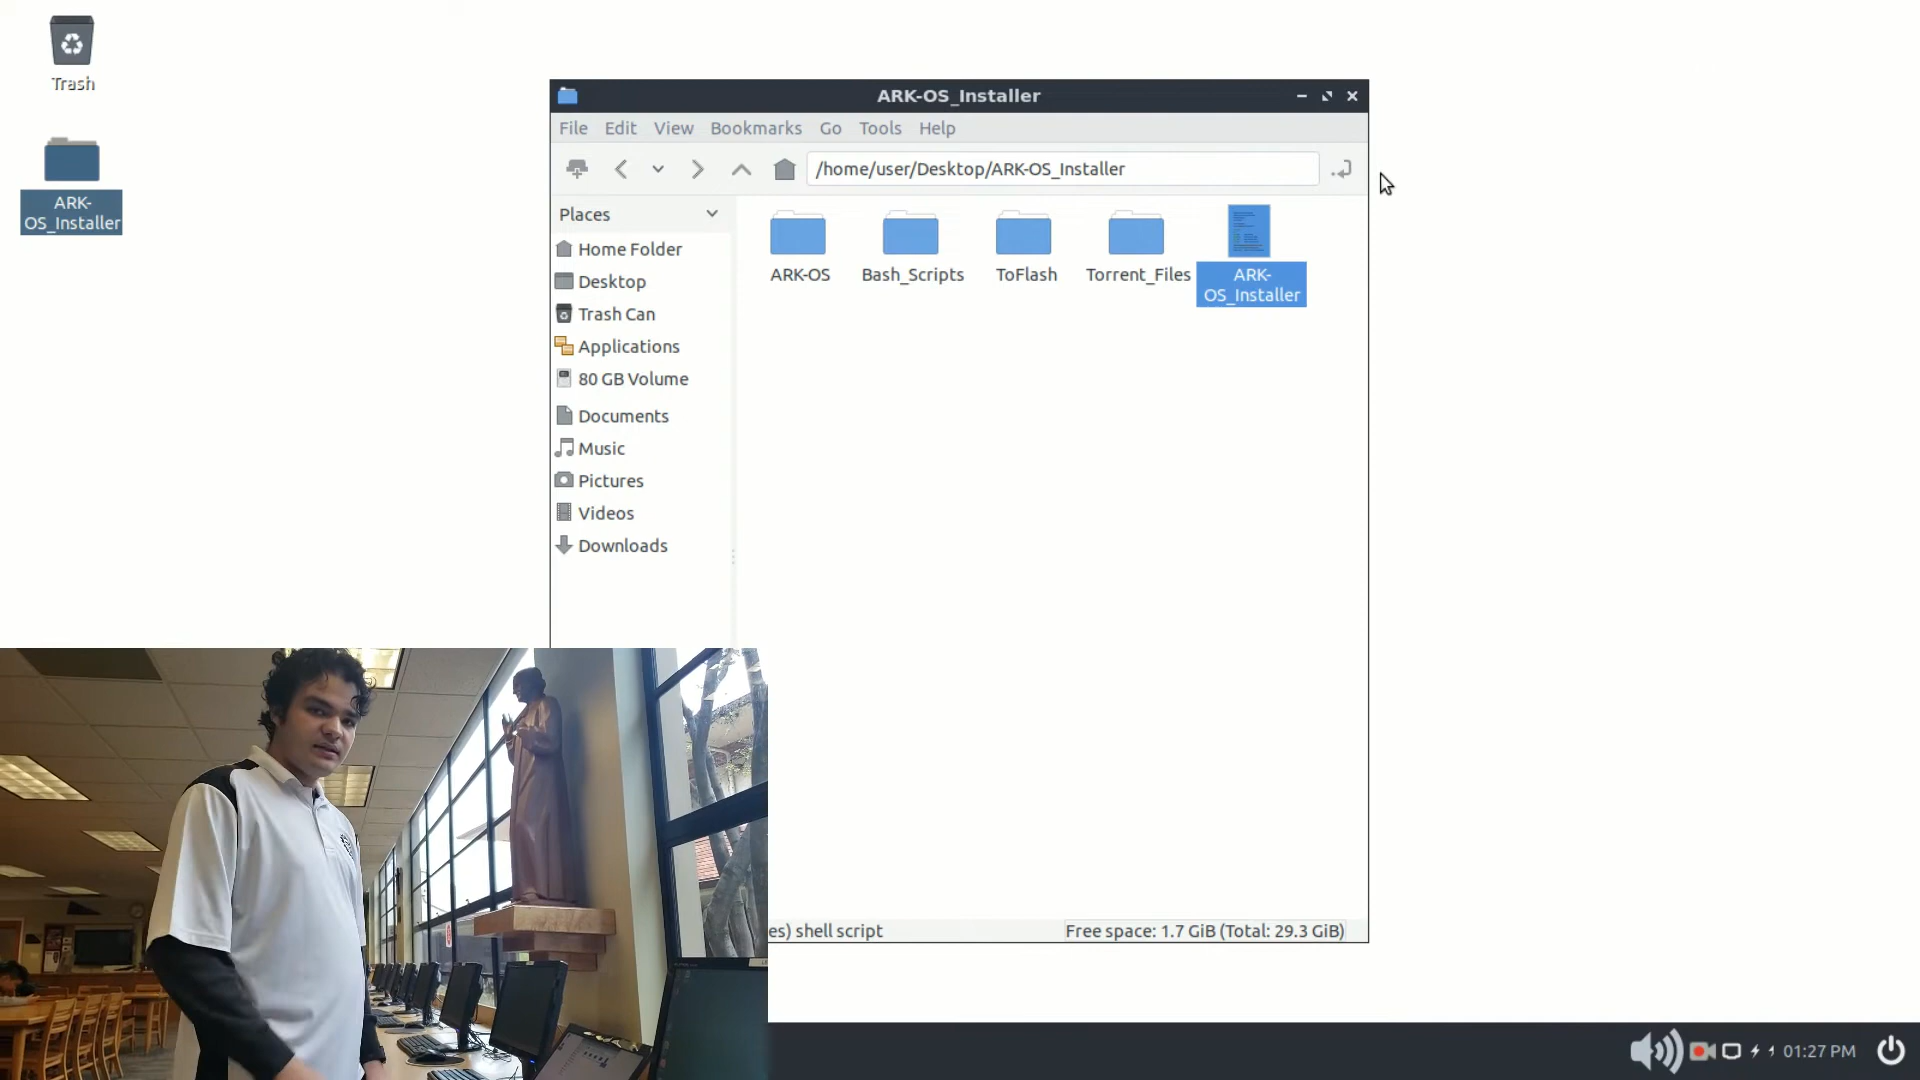 Trash
ARK-
OS_Installer
ARK-OS_Installer
File Edit View Bookmarks Go Tools Help
/home/user/Desktop/ARK-OS_Installer
Places
Home Folder
Desktop
Trash Can
Applications
80 GB Volume
Documents
Music
Pictures
Videos
Downloads
ARK-OS
Bash_Scripts
ToFlash
Torrent_Files
ARK-
OS_Installer
es) shell script
Free space: 1.7 GiB (Total: 29.3 GiB)
01:27 PM